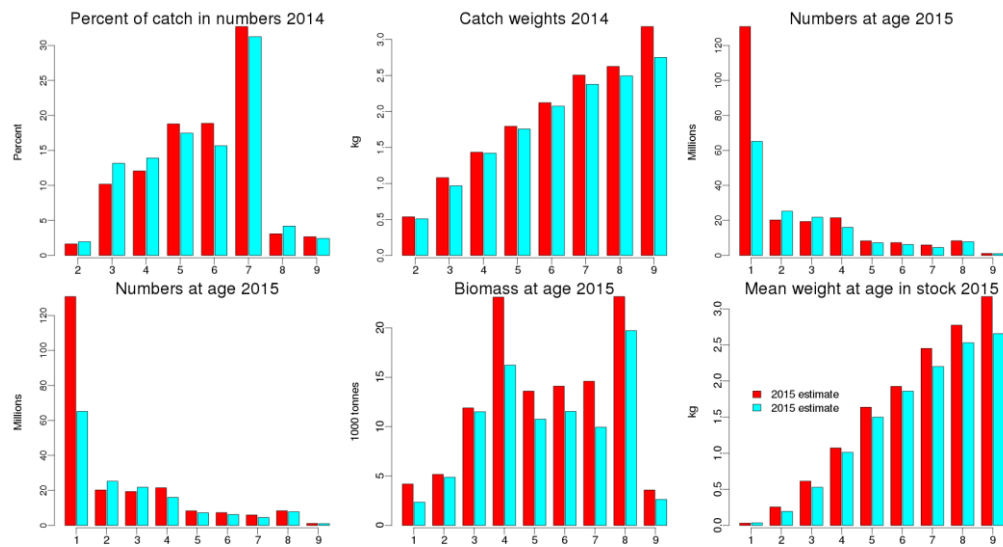 Percent of catch in numbers 2014
Percent
0 5 10 15 20 25 30
2 3 4 5 6 7 8 9
Catch weights 2014
kg
0.0 0.5 1.0 1.5 2.0 2.5 3.0
2 3 4 5 6 7 8 9
Numbers at age 2015
Millions
0 20 40 60 80 100 120
1 2 3 4 5 6 7 8 9
Numbers at age 2015
Millions
0 20 40 60 80 100 120
1 2 3 4 5 6 7 8 9
Biomass at age 2015
1000 tonnes
0 5 10 15 20
1 2 3 4 5 6 7 8 9
Mean weight at age in stock 2015
kg
0.0 0.5 1.0 1.5 2.0 2.5 3.0
2015 estimate
2015 estimate
1 2 3 4 5 6 7 8 9